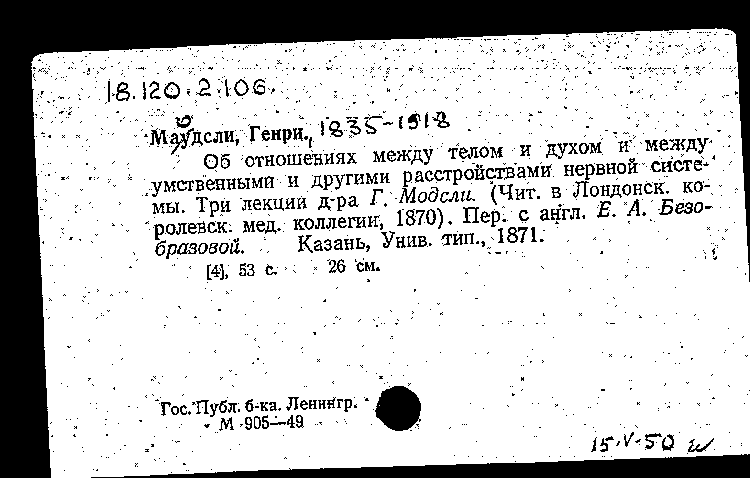 18.120.2.106.
Маудсли, Генри., 1835-1918
Об отношениях между телом и духом и между
умственными и другими расстройствами нервной систе-
мы. Три лекции д-ра Г. Модсли. (Чит. в Лондонск. ко-
ролевск. мед. коллегии, 1870). Пер. с англ. Е. А. Безо-
бразовой. Казань, Унив. тип., 1871.
[4], 53 с. 26 см.
Гос. Публ. б-ка. Ленингр.
М 905—49
15.V.50